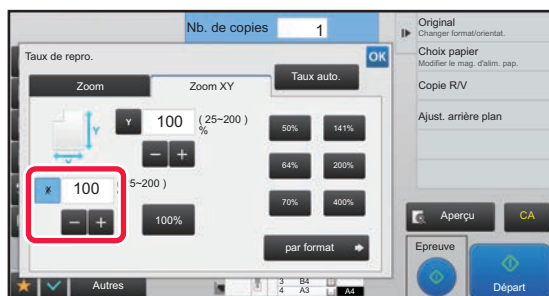 Nb. de copies 1
Taux de repro.
OK
Zoom
Zoom XY
Taux auto.
Y
Y 100 (25~200)
%
− +
X 100 5~200 )
− +
100%
50% 141%
64% 200%
70% 400%
par format
Original
Changer format/orientat.
Choix papier
Modifier le mag. d'alim. pap.
Copie R/V
Ajust. arrière plan
Aperçu
CA
Epreuve
Départ
Autres
3 B4
4 A3
A4